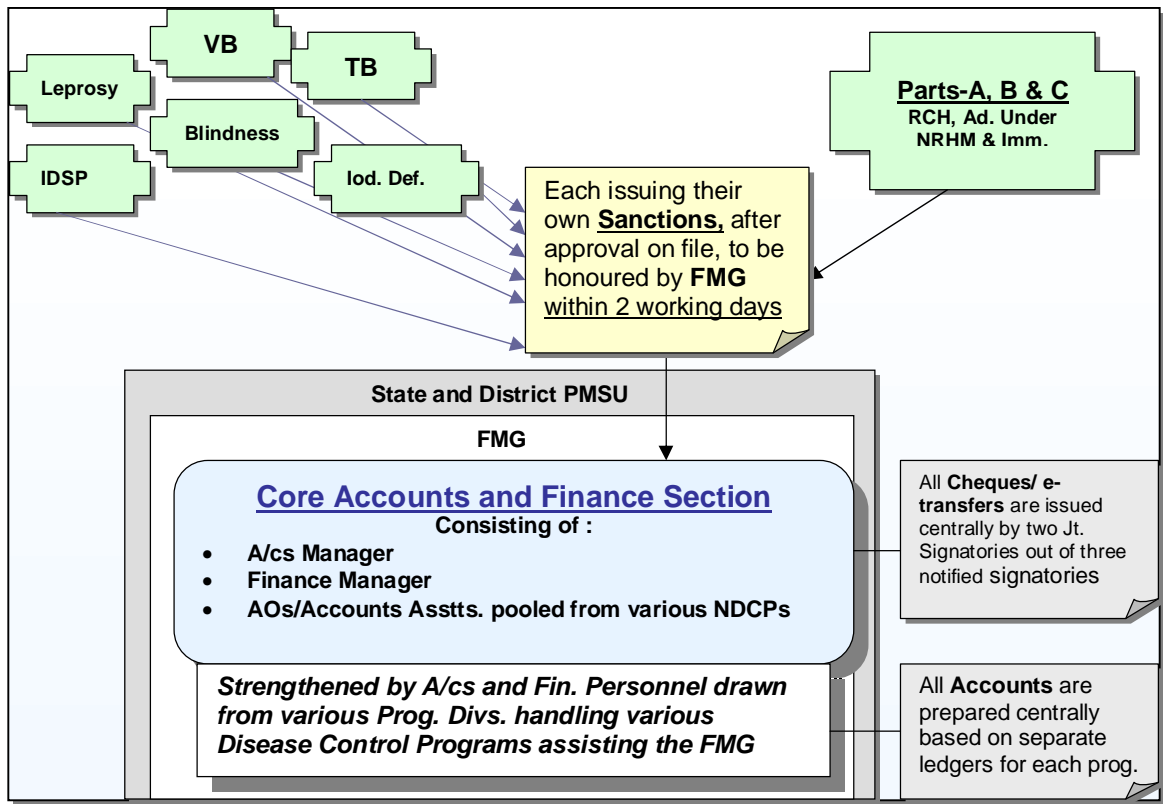 VB
TB
Leprosy
Blindness
IDSP
Iod. Def.
Parts-A, B & C
RCH, Ad. Under
NRHM & Imm.
Each issuing their
own Sanctions, after
approval on file, to be
honoured by FMG
within 2 working days
State and District PMSU
FMG
Core Accounts and Finance Section
Consisting of :
• A/cs Manager
• Finance Manager
• AOs/Accounts Asstts. pooled from various NDCPs
Strengthened by A/cs and Fin. Personnel drawn
from various Prog. Divs. handling various
Disease Control Programs assisting the FMG
All Cheques/ e-
transfers are issued
centrally by two Jt.
Signatories out of three
notified signatories
All Accounts are
prepared centrally
based on separate
ledgers for each prog.